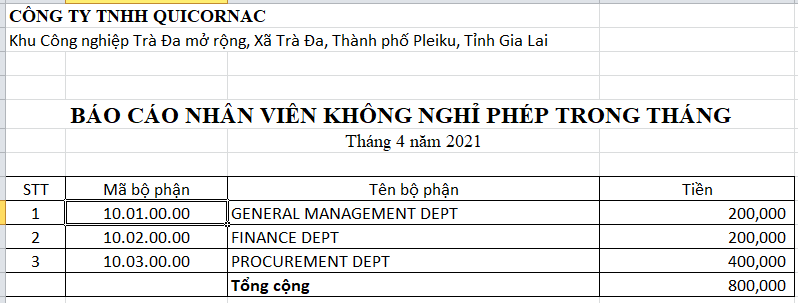 CÔNG TY TNHH QUICORNAC
Khu Công nghiệp Trà Đa mở rộng, Xã Trà Đa, Thành phố Pleiku, Tỉnh Gia Lai
BÁO CÁO NHÂN VIÊN KHÔNG NGHỈ PHÉP TRONG THÁNG
Tháng 4 năm 2021
STT Mã bộ phận Tên bộ phận Tiền
1 10.01.00.00 GENERAL MANAGEMENT DEPT 200,000
2 10.02.00.00 FINANCE DEPT 200,000
3 10.03.00.00 PROCUREMENT DEPT 400,000
Tổng cộng 800,000